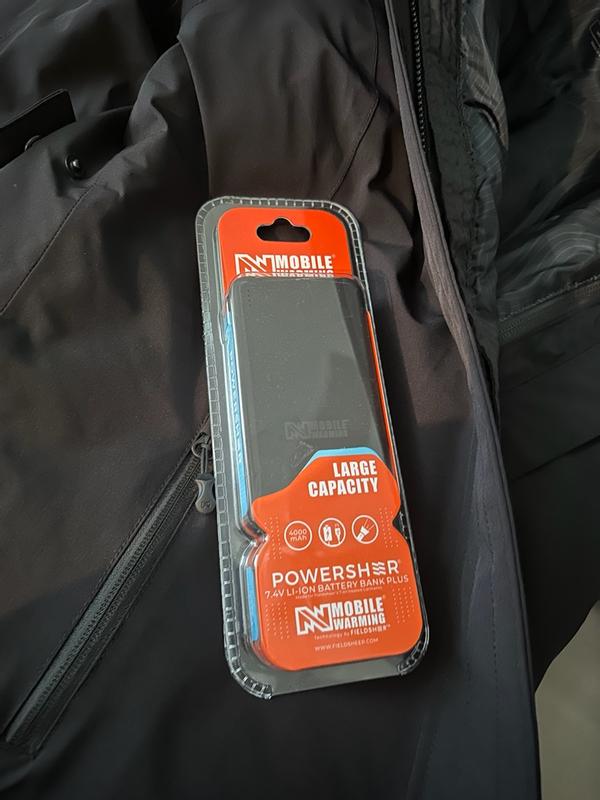 MOBILE
WARMING
MOBILE
WARMING
LARGE
CAPACITY
4000
mAh
POWERSHEER
7.4V LI-ION BATTERY BANK PLUS
MOBILE
WARMING
Technology by FIELDSHEER
WWW.FIELDSHEER.COM